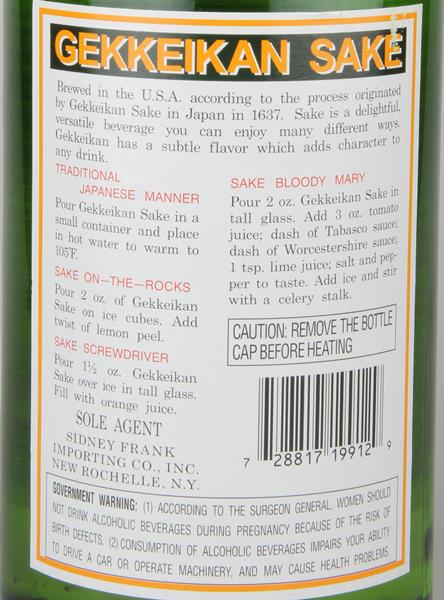 GEKKEIKAN SAKE
Brewed in the U.S.A. according to the process originated
by Gekkeikan Sake in Japan in 1637. Sake is a delightful,
versatile beverage you can enjoy many different ways.
Gekkeikan has a subtle flavor which adds character to
any drink.
TRADITIONAL
JAPANESE MANNER
Pour Gekkeikan Sake in a
small container and place
in hot water to warm to
105°F.
SAKE ON—THE—ROCKS
Pour 2 oz. of Gekkeikan
Sake on ice cubes. Add
twist of lemon peel.
SAKE SCREWDRIVER
Pour 1½ oz. Gekkeikan
Sake over ice in tall glass.
Fill with orange juice.
SOLE AGENT
SIDNEY FRANK
IMPORTING CO., INC.
NEW ROCHELLE, N.Y.
SAKE BLOODY MARY
Pour 2 oz. Gekkeikan Sake in
tall glass. Add 3 oz. tomato
juice; dash of Tabasco sauce;
dash of Worcestershire sauce;
1 tsp. lime juice; salt and pep-
per to taste. Add ice and stir
with a celery stalk.
CAUTION: REMOVE THE BOTTLE
CAP BEFORE HEATING
7 28817 19912 9
GOVERNMENT WARNING: (1) ACCORDING TO THE SURGEON GENERAL, WOMEN SHOULD
NOT DRINK ALCOHOLIC BEVERAGES DURING PREGNANCY BECAUSE OF THE RISK OF
BIRTH DEFECTS. (2) CONSUMPTION OF ALCOHOLIC BEVERAGES IMPAIRS YOUR ABILITY
TO DRIVE A CAR OR OPERATE MACHINERY, AND MAY CAUSE HEALTH PROBLEMS.